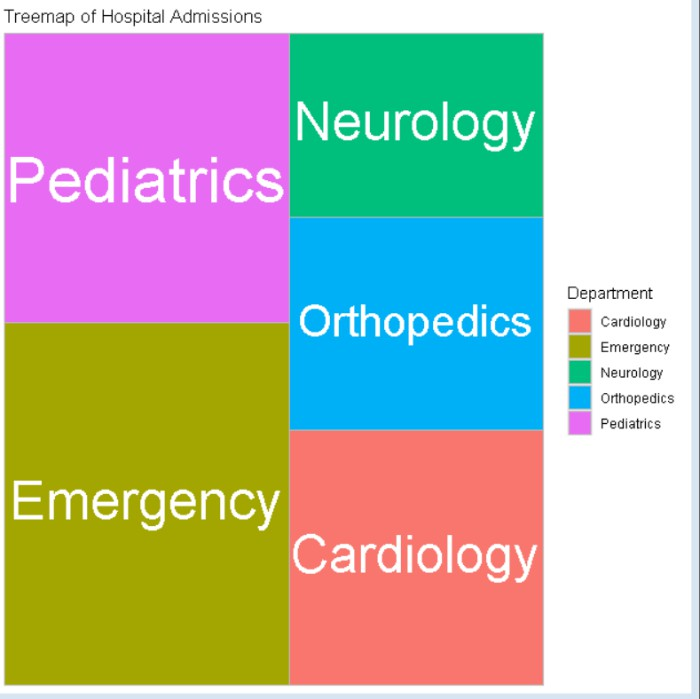 Treemap of Hospital Admissions
Pediatrics
Neurology
Orthopedics
Emergency
Cardiology
Department
Cardiology
Emergency
Neurology
Orthopedics
Pediatrics